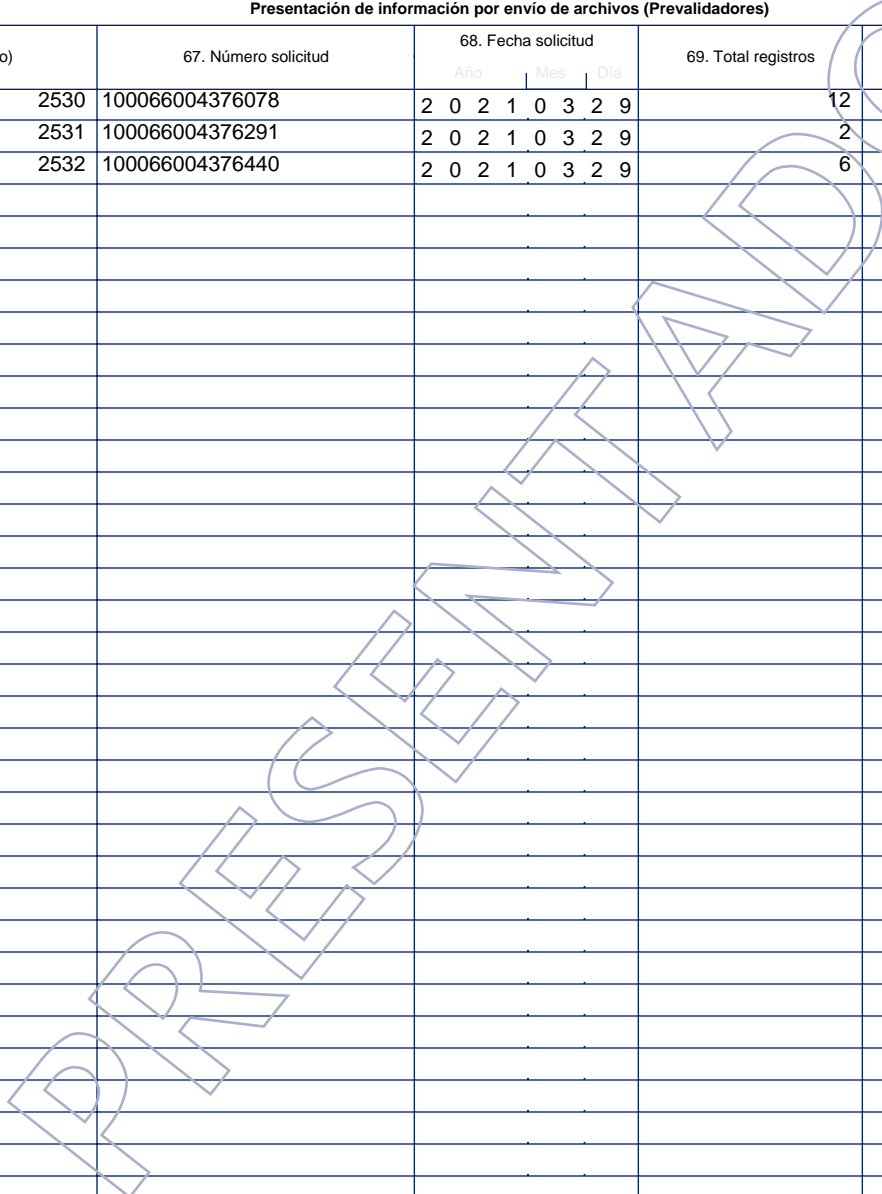 Presentación de información por envío de archivos (Prevalidadores)
o) 67. Número solicitud 68. Fecha solicitud 69. Total registros
Año Mes Día
2530 100066004376078 2 0 2 1 0 3 2 9 12
2531 100066004376291 2 0 2 1 0 3 2 9 2
2532 100066004376440 2 0 2 1 0 3 2 9 6
PRESENTADO